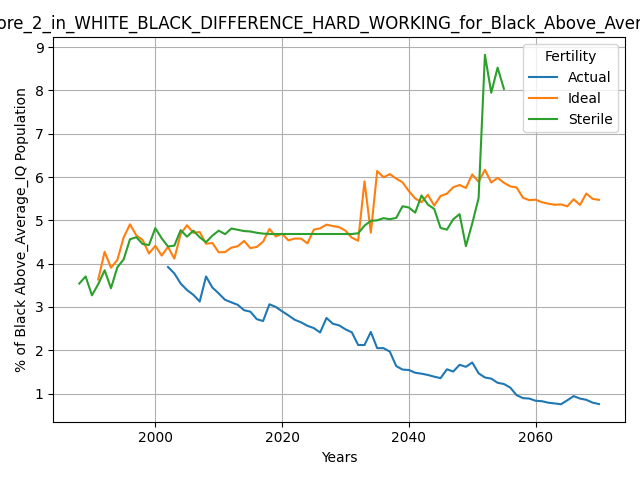 ore_2_in_WHITE_BLACK_DIFFERENCE_HARD_WORKING_for_Black_Above_Aver
9
8
7
6
5
4
3
2
1
% of Black Above_Average_IQ Population
Fertility
Actual
Ideal
Sterile
2000
2020
2040
2060
Years